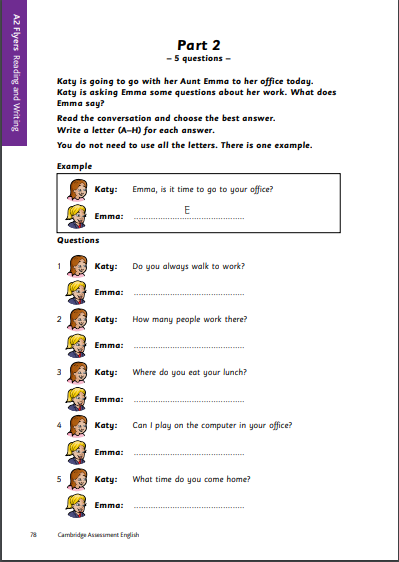 A2 Flyers Reading and Writing
Part 2
– 5 questions –
Katy is going to go with her Aunt Emma to her office today.
Katy is asking Emma some questions about her work. What does
Emma say?
Read the conversation and choose the best answer.
Write a letter (A–H) for each answer.
You do not need to use all the letters. There is one example.
Example
Katy: Emma, is it time to go to your office?
Emma: E
Questions
1 Katy: Do you always walk to work?
Emma: ............................................
2 Katy: How many people work there?
Emma: ............................................
3 Katy: Where do you eat your lunch?
Emma: ............................................
4 Katy: Can I play on the computer in your office?
Emma: ............................................
5 Katy: What time do you come home?
Emma: ............................................
78 Cambridge Assessment English